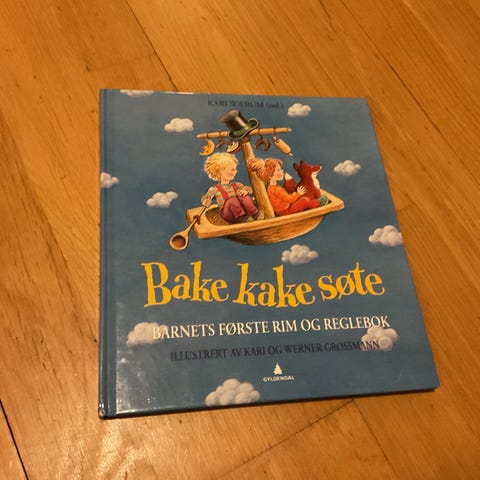 KARI WÆRUM (red.)
Bake kake søte
BARNETS FØRSTE RIM OG REGLEBOK
ILLUSTRERT AV KARI OG WERNER GROSSMANN
GYLDENDAL